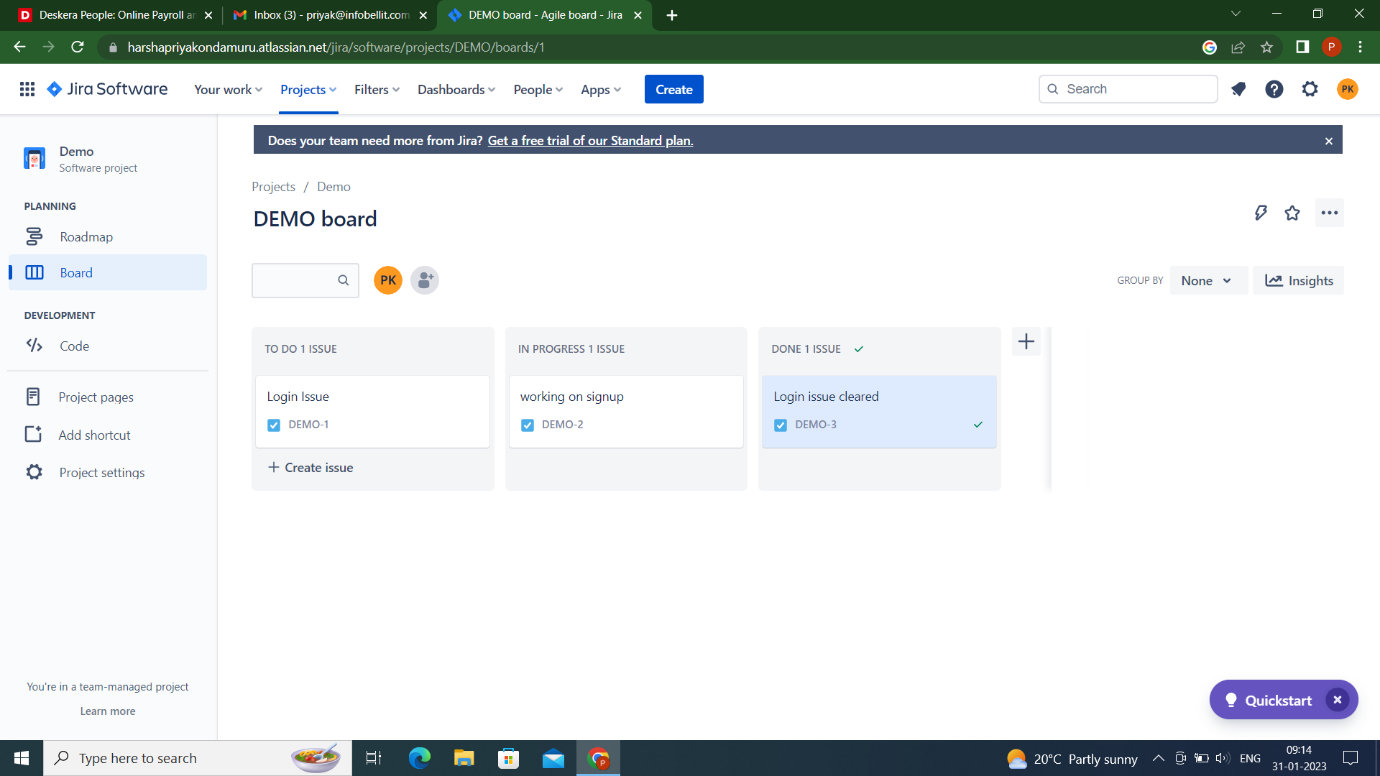 Deskera People: Online Payroll ar
Inbox (3) - priyak@infobellit.com
DEMO board - Agile board - Jira
harshapriyakondamuru.atlassian.net/jira/software/projects/DEMO/boards/1
P
Jira Software
Your work
Projects
Filters
Dashboards
People
Apps
Create
Search
PK
Does your team need more from Jira? Get a free trial of our Standard plan.
Demo
Software project
Projects / Demo
DEMO board
PLANNING
Roadmap
Board
DEVELOPMENT
Code
Project pages
Add shortcut
Project settings
PK
GROUP BY
None
Insights
TO DO 1 ISSUE
IN PROGRESS 1 ISSUE
DONE 1 ISSUE
Login Issue
DEMO-1
+ Create issue
working on signup
DEMO-2
Login issue cleared
DEMO-3
You're in a team-managed project
Learn more
Quickstart
Type here to search
20°C Partly sunny
ENG
09:14
31-01-2023